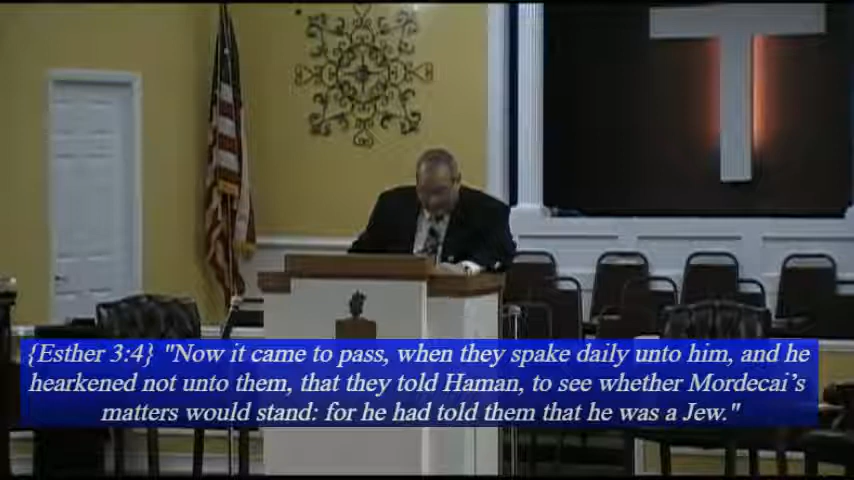 {Esther 3:4} "Now it came to pass, when they spake daily unto him, and he
hearkened not unto them, that they told Haman, to see whether Mordecai’s
matters would stand: for he had told them that he was a Jew."